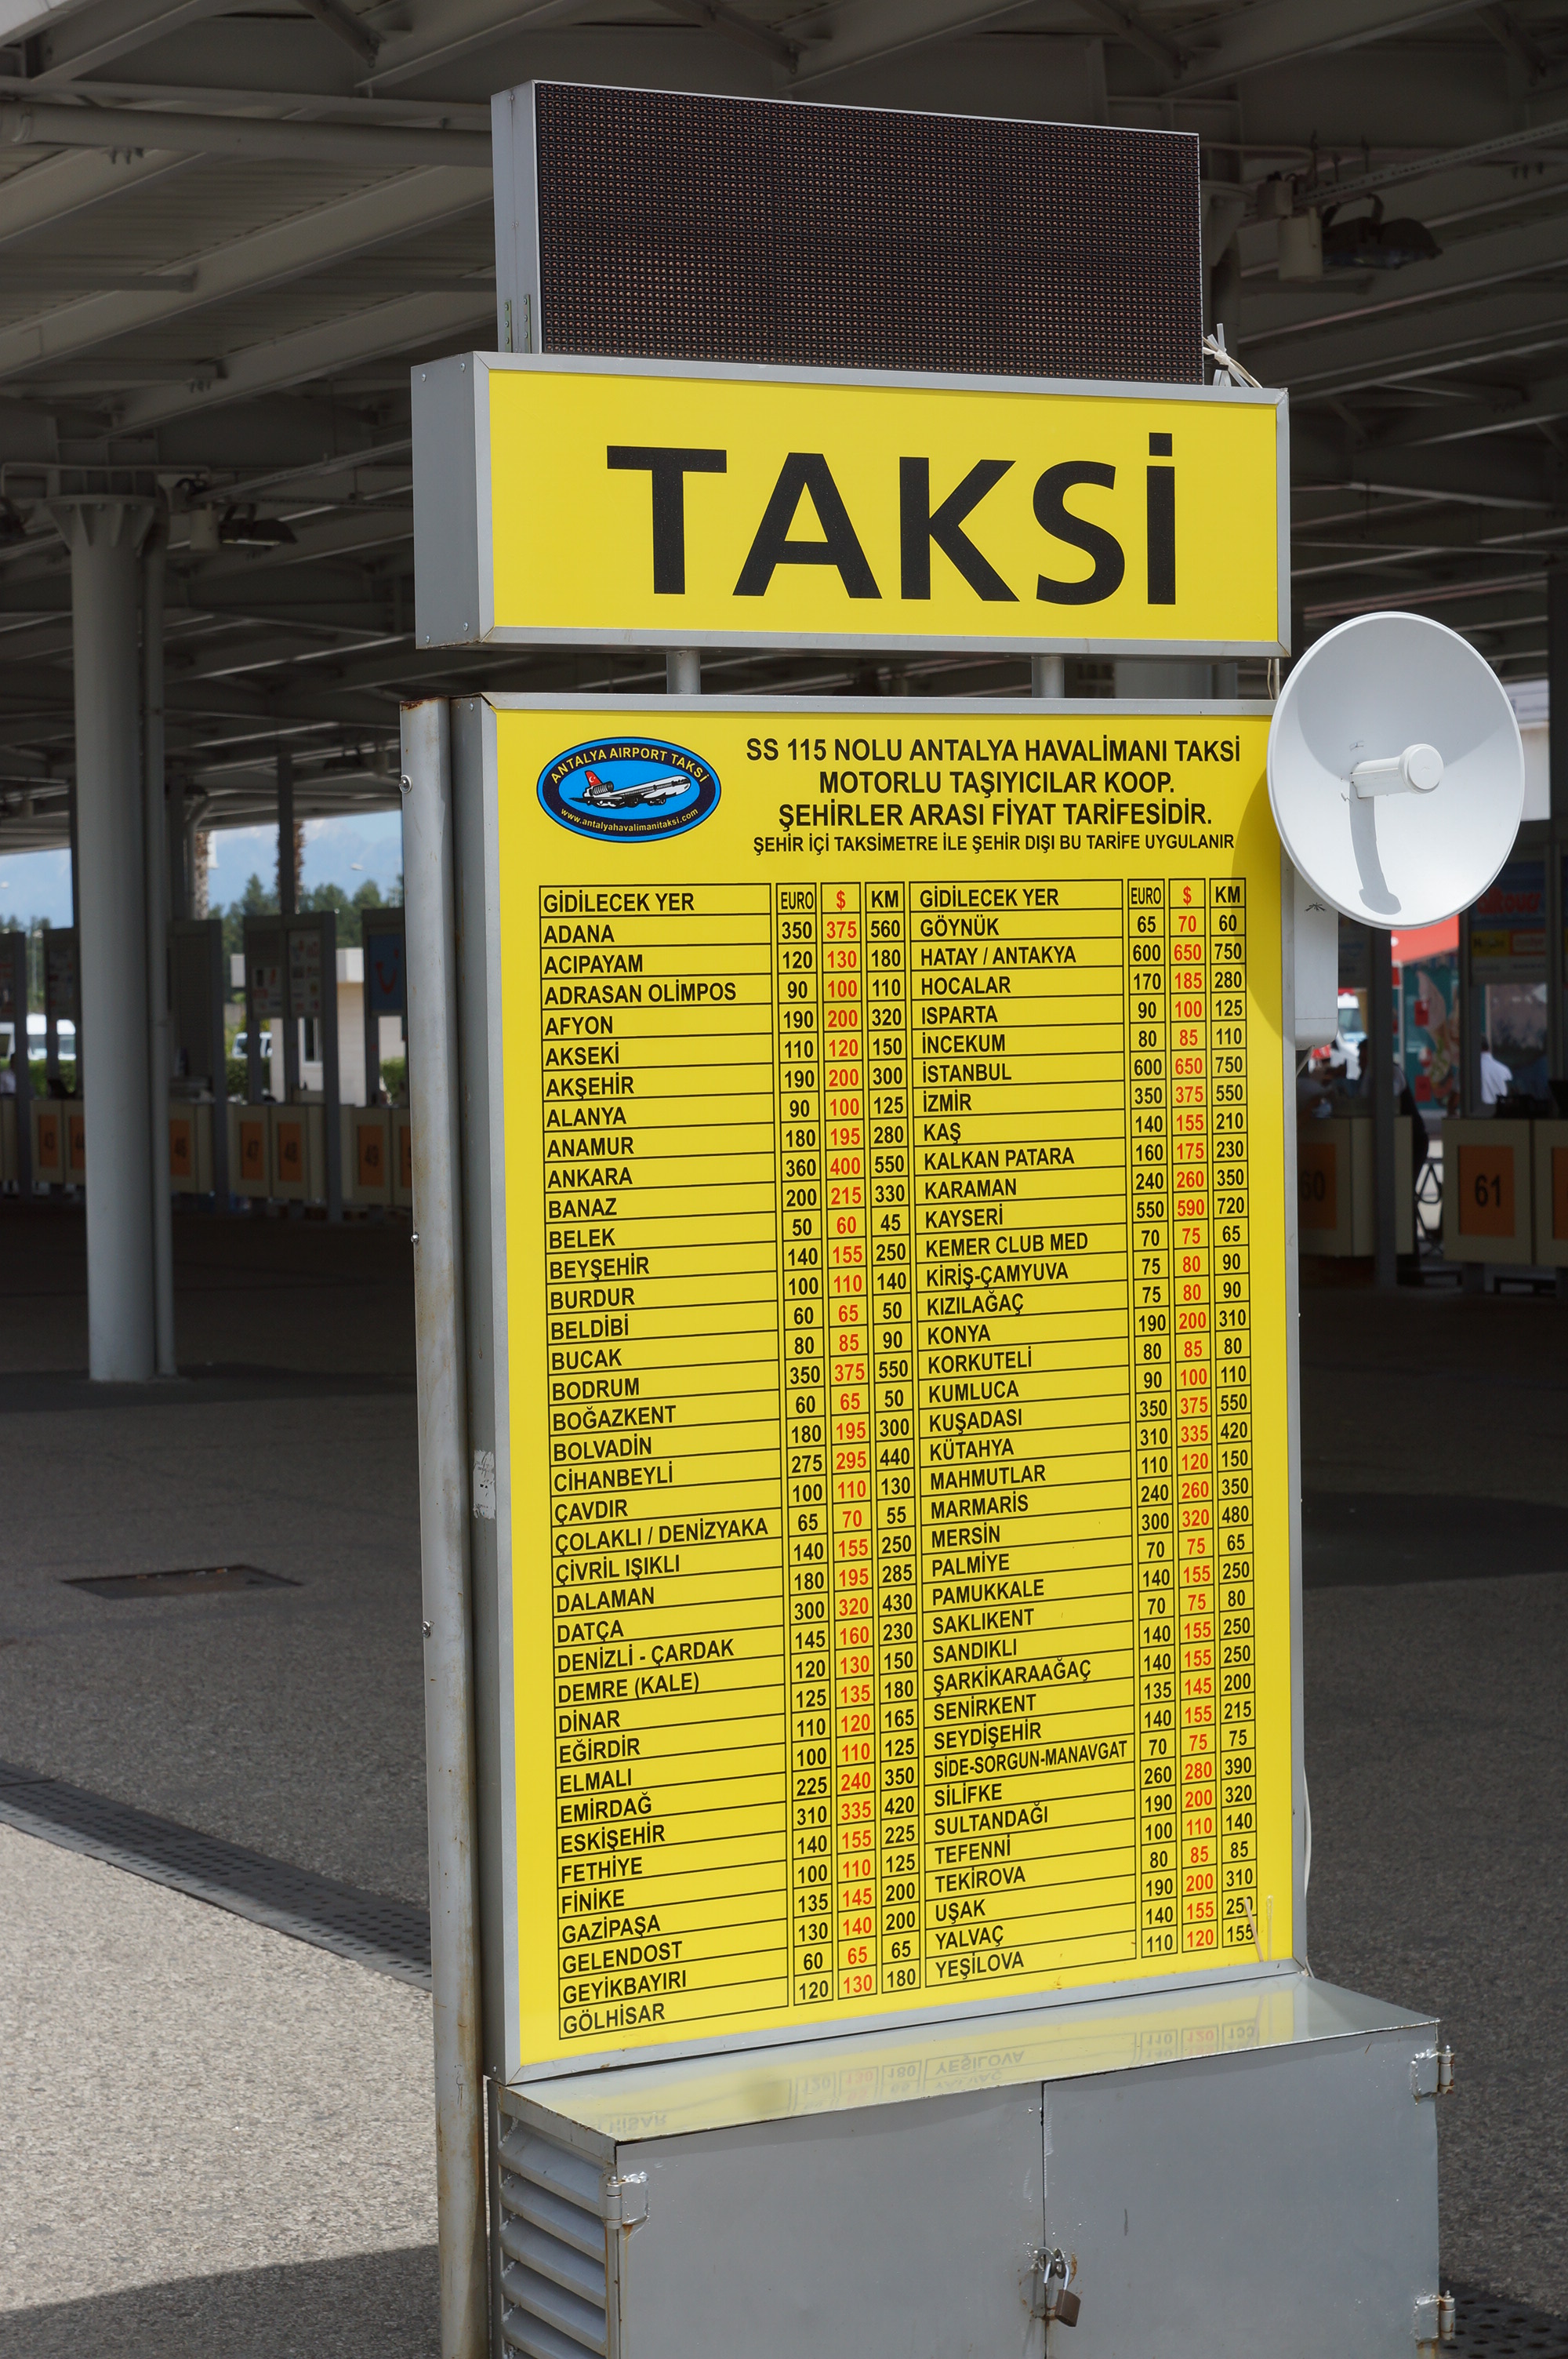 TAKSİ
ANTALYA AIRPORT TAKSİ
www.antalyahavalimanitaksi.com
SS 115 NOLU ANTALYA HAVALİMANI TAKSİ
MOTORLU TAŞIYICILAR KOOP.
ŞEHİRLER ARASI FİYAT TARİFESİDİR.
ŞEHİR İÇİ TAKSİMETRE İLE ŞEHİR DIŞI BU TARİFE UYGULANIR
GİDİLECEK YER EURO $ KM GİDİLECEK YER EURO $ KM
ADANA 350 375 560 GÖYNÜK 65 70 60
ACIPAYAM 120 130 180 HATAY / ANTAKYA 600 650 750
ADRASAN OLİMPOS 90 100 110 HOCALAR 170 185 280
AFYON 190 200 320 ISPARTA 90 100 125
AKSEKİ 110 120 150 İNCEKUM 80 85 110
AKŞEHİR 190 200 300 İSTANBUL 600 650 750
ALANYA 90 100 125 İZMİR 350 375 550
ANAMUR 180 195 280 KAŞ 140 155 210
ANKARA 360 400 550 KALKAN PATARA 160 175 230
BANAZ 200 215 330 KARAMAN 240 260 350
BELEK 50 60 45 KAYSERİ 550 590 720
BEYŞEHİR 140 155 250 KEMER CLUB MED 70 75 65
BURDUR 100 110 140 KİRİŞ-ÇAMYUVA 75 80 90
BELDİBİ 60 65 50 KIZILAĞAÇ 75 80 90
BUCAK 80 85 90 KONYA 190 200 310
BODRUM 350 375 550 KORKUTELİ 80 85 80
BOĞAZKENT 60 65 50 KUMLUCA 90 100 110
BOLVADİN 180 195 300 KUŞADASI 350 375 550
CİHANBEYLİ 275 295 440 KÜTAHYA 310 335 420
ÇAVDIR 100 110 130 MAHMUTLAR 110 120 150
ÇOLAKLI / DENİZYAKA 65 70 55 MARMARİS 240 260 350
ÇİVRİL IŞIKLI 140 155 250 MERSİN 300 320 480
DALAMAN 180 195 285 PALMİYE 70 75 65
DATÇA 300 320 430 PAMUKKALE 140 155 250
DENİZLİ - ÇARDAK 145 160 230 SAKLIKENT 70 75 80
DEMRE (KALE) 120 130 150 SANDIKLI 140 155 250
DİNAR 125 135 180 ŞARKİKARAAĞAÇ 140 155 250
EĞİRDİR 110 120 165 SENİRKENT 135 145 200
ELMALI 100 110 125 SEYDİŞEHİR 140 155 215
EMİRDAĞ 225 240 350 SİDE-SORGUN-MANAVGAT 70 75 75
ESKİŞEHİR 310 335 420 SİLİFKE 260 280 390
FETHİYE 140 155 225 SULTANDAĞI 190 200 320
FİNİKE 100 110 125 TEFENNİ 100 110 140
GAZİPAŞA 135 145 200 TEKİROVA 80 85 85
GELENDOST 130 140 200 UŞAK 190 200 310
GEYİKBAYIRI 60 65 65 YALVAÇ 140 155 250
GÖLHİSAR 120 130 180 YEŞİLOVA 110 120 155
47
48
49
60
61